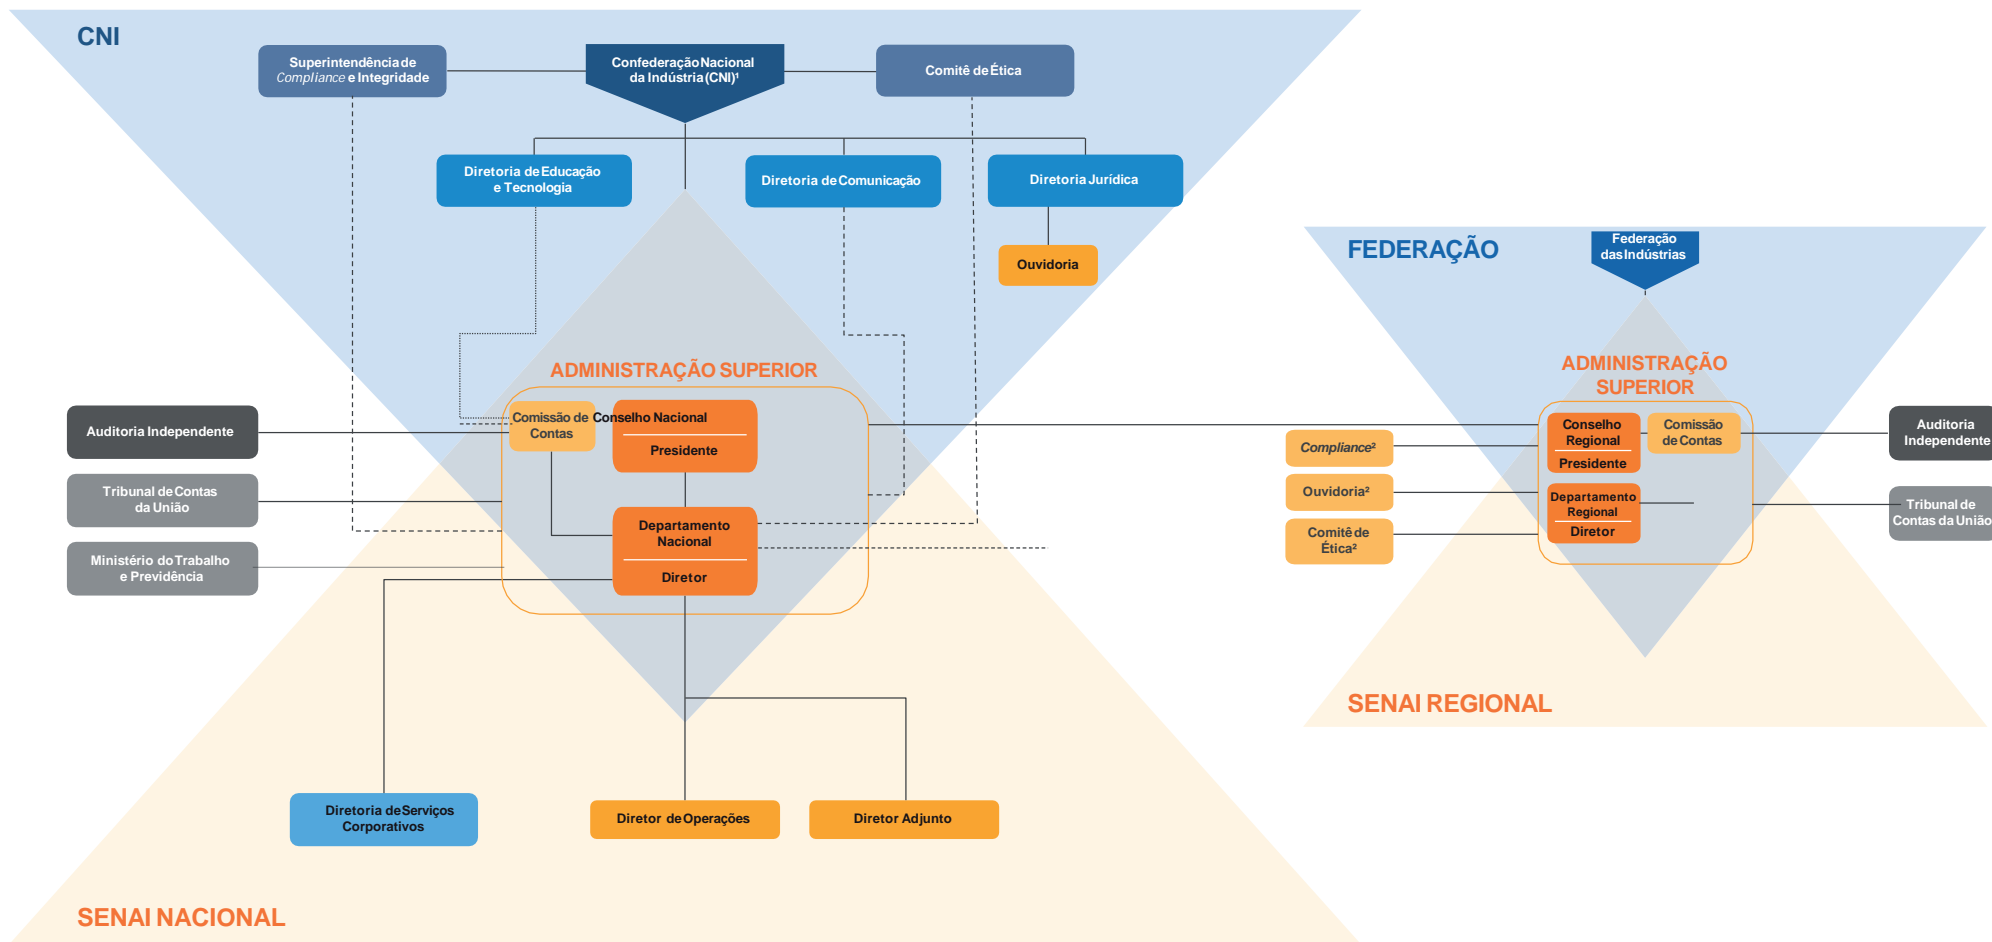 CNI
Superintendência de
Compliance e Integridade
Confederação Nacional
da Indústria (CNI)¹
Comitê de Ética
Diretoria de Educação
e Tecnologia
Diretoria de Comunicação
Diretoria Jurídica
Ouvidoria
ADMINISTRAÇÃO SUPERIOR
Comissão de
Contas
Conselho Nacional
Presidente
Departamento
Nacional
Diretor
Auditoria Independente
Tribunal de Contas
da União
Ministério do Trabalho
e Previdência
Diretoria de Serviços
Corporativos
Diretor de Operações
Diretor Adjunto
SENAI NACIONAL
FEDERAÇÃO
Federação
das Indústrias
ADMINISTRAÇÃO
SUPERIOR
Conselho
Regional
Presidente
Comissão
de Contas
Departamento
Regional
Diretor
Compliance²
Ouvidoria²
Comitê de
Ética²
Auditoria
Independente
Tribunal de
Contas da União
SENAI REGIONAL